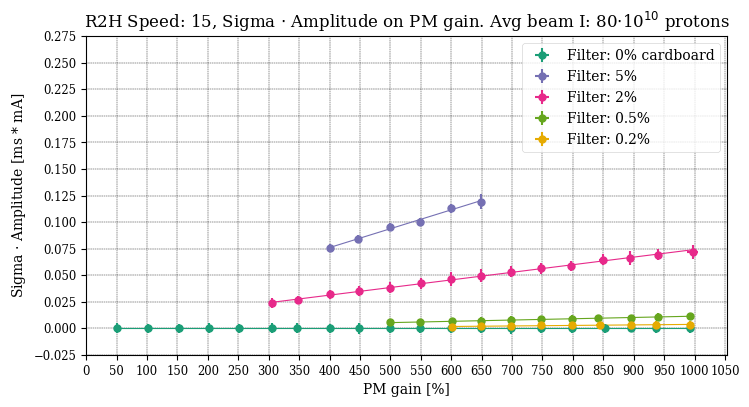 R2H Speed: 15, Sigma · Amplitude on PM gain. Avg beam I: 80·10^10 protons
Sigma · Amplitude [ms * mA]
0.275
0.250
0.225
0.200
0.175
0.150
0.125
0.100
0.075
0.050
0.025
0.000
−0.025
Filter: 0% cardboard
Filter: 5%
Filter: 2%
Filter: 0.5%
Filter: 0.2%
0 50 100 150 200 250 300 350 400 450 500 550 600 650 700 750 800 850 900 950 1000 1050
PM gain [%]